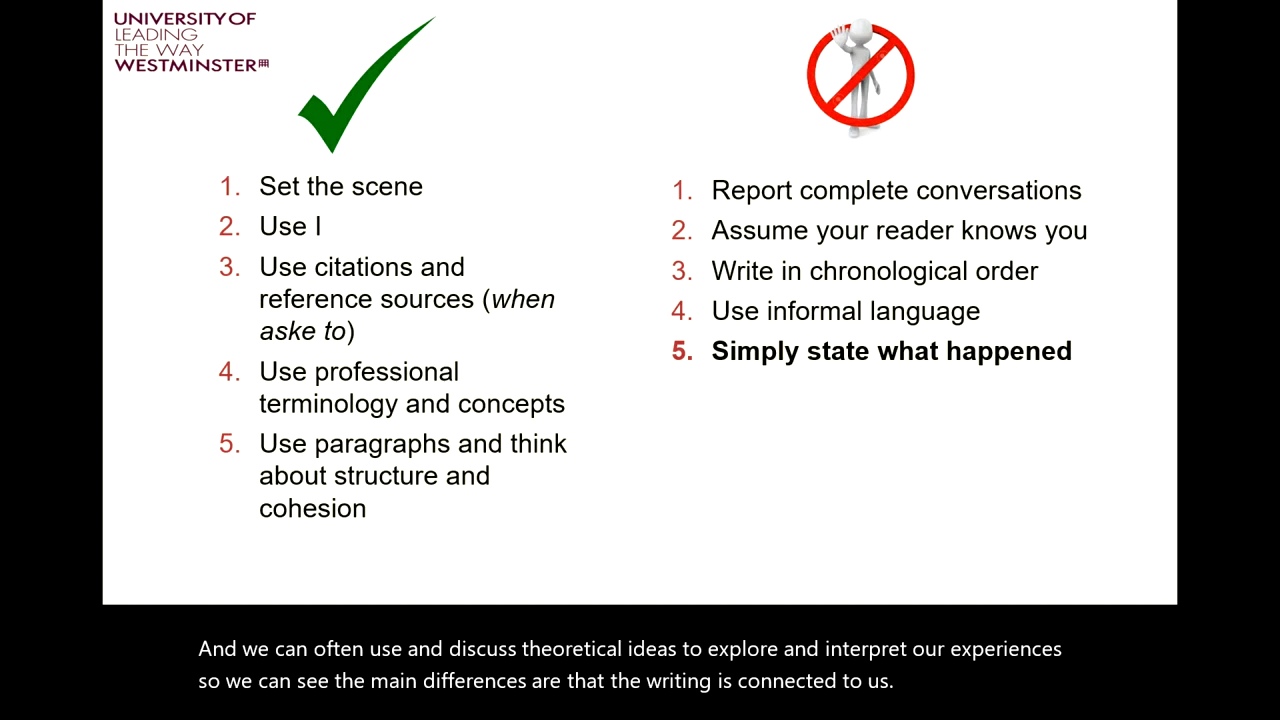 UNIVERSITY OF
LEADING
THE WAY
WESTMINSTER
1. Set the scene
2. Use I
3. Use citations and
reference sources (when
aske to)
4. Use professional
terminology and concepts
5. Use paragraphs and think
about structure and
cohesion
1. Report complete conversations
2. Assume your reader knows you
3. Write in chronological order
4. Use informal language
5. Simply state what happened
And we can often use and discuss theoretical ideas to explore and interpret our experiences
so we can see the main differences are that the writing is connected to us.